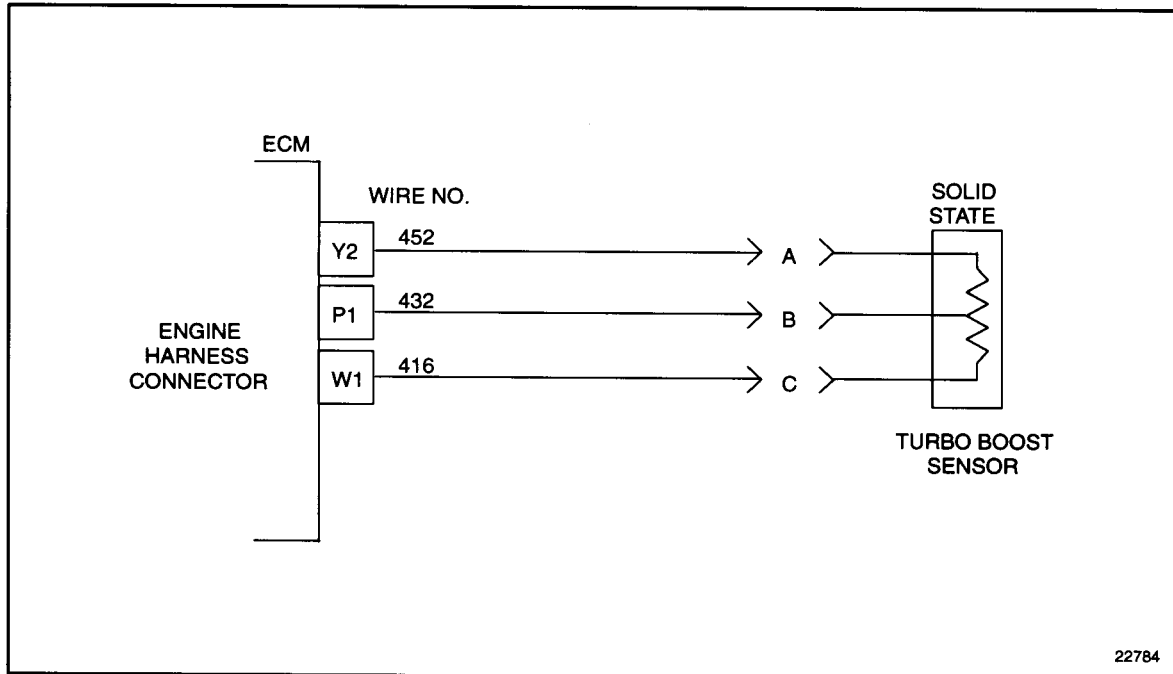 ECM
WIRE NO.
SOLID
STATE
Y2
452
A
P1
432
B
W1
416
C
ENGINE
HARNESS
CONNECTOR
TURBO BOOST
SENSOR
22784